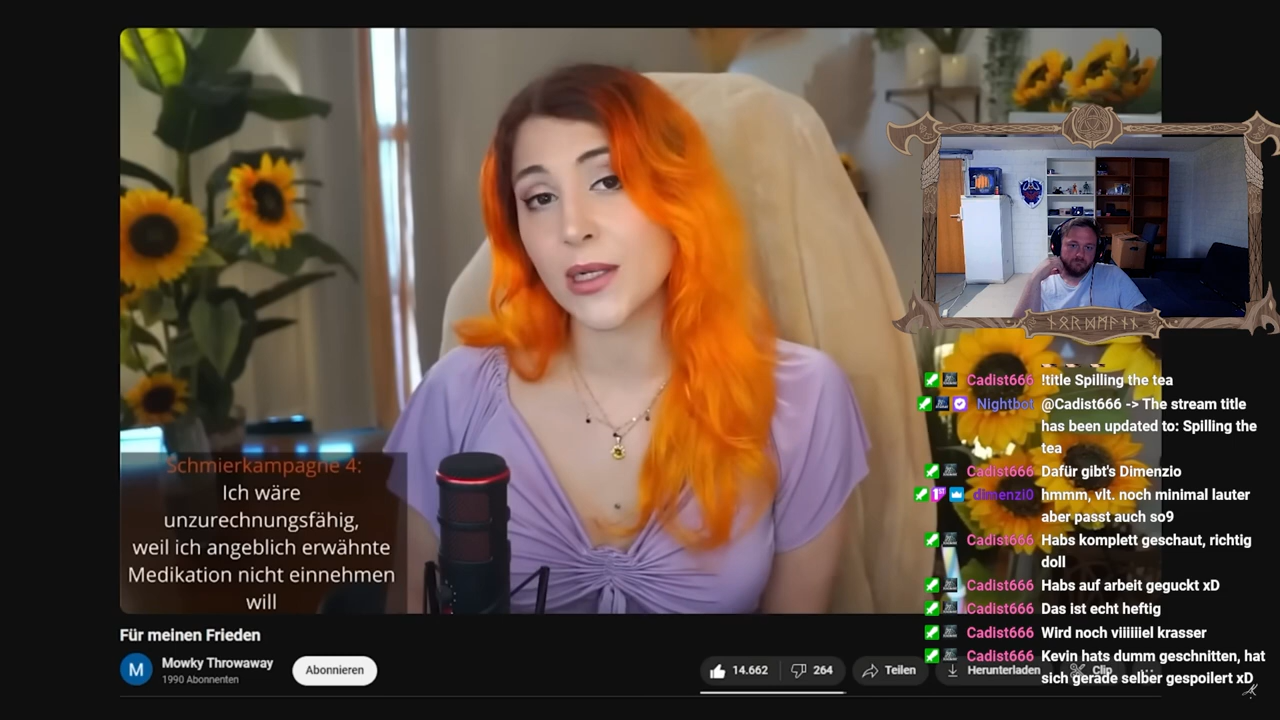 Schmierkampagne 4:
Ich wäre
unzurechnungsfähig,
weil ich angeblich erwähnte
Medikation nicht einnehmen
will
Für meinen Frieden
M
Mowky Throwaway
1990 Abonnenten
Abonnieren
14.662
264
Teilen
Herunterladen
Clip
Cadist666 !title Spilling the tea
Nightbot @Cadist666 -> The stream title
has been updated to: Spilling the
tea
Cadist666 Dafür gibt's Dimenzio
dimenzi0 hmmm, vlt. noch minimal lauter
aber passt auch so9
Cadist666 Habs komplett geschaut, richtig
doll
Cadist666 Habs auf arbeit geguckt xD
Cadist666 Das ist echt heftig
Cadist666 Wird noch viiiiiel krasser
Cadist666 Kevin hats dumm geschnitten, hat
sich gerade selber gespoilert xD